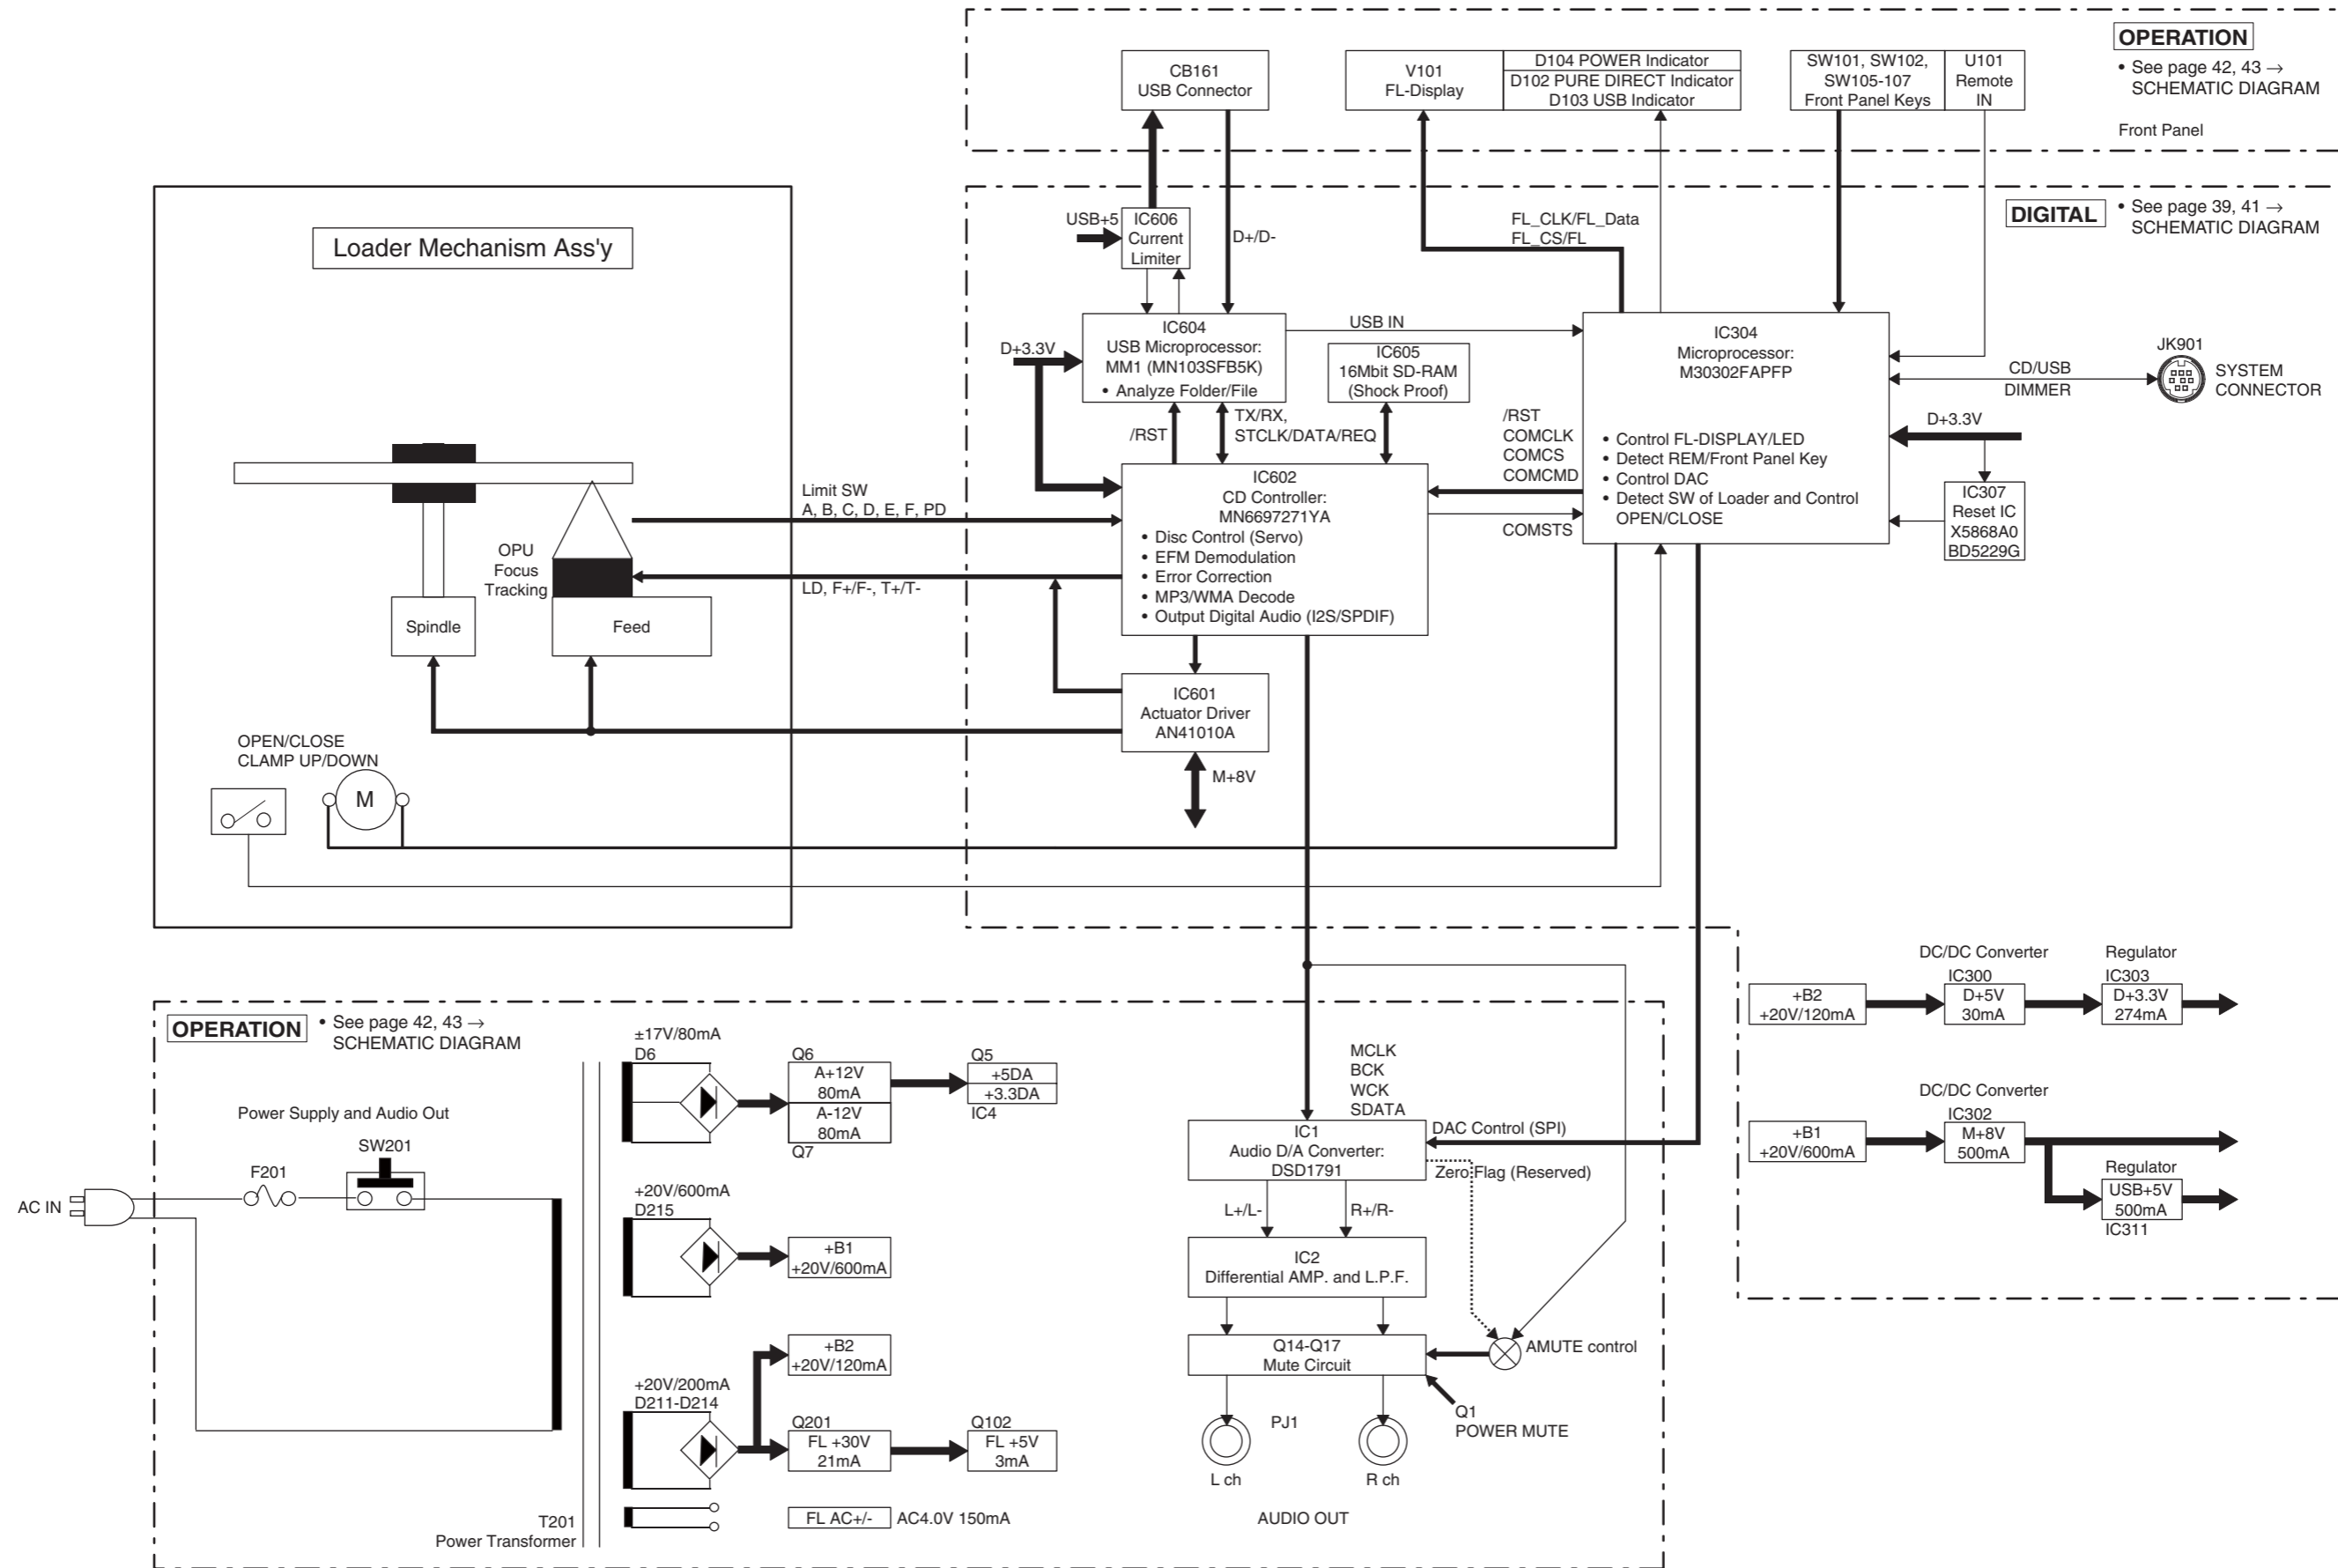 OPERATION
• See page 42, 43 →
SCHEMATIC DIAGRAM
Front Panel
CB161
USB Connector
V101
FL-Display
D104 POWER Indicator
D102 PURE DIRECT Indicator
D103 USB Indicator
SW101, SW102,
SW105-107
Front Panel Keys
U101
Remote
IN
DIGITAL
• See page 39, 41 →
SCHEMATIC DIAGRAM
Loader Mechanism Ass'y
USB+5
IC606
Current
Limiter
D+/D-
FL_CLK/FL_Data
FL_CS/FL
IC604
USB Microprocessor:
MM1 (MN103SFB5K)
• Analyze Folder/File
D+3.3V
USB IN
IC605
16Mbit SD-RAM
(Shock Proof)
IC304
Microprocessor:
M30302FAPFP
• Control FL-DISPLAY/LED
• Detect REM/Front Panel Key
• Control DAC
• Detect SW of Loader and Control
OPEN/CLOSE
JK901
CD/USB
DIMMER
SYSTEM
CONNECTOR
D+3.3V
IC307
Reset IC
X5868A0
BD5229G
/RST
TX/RX,
STCLK/DATA/REQ
/RST
COMCLK
COMCS
COMCMD
COMSTS
IC602
CD Controller:
MN6697271YA
• Disc Control (Servo)
• EFM Demodulation
• Error Correction
• MP3/WMA Decode
• Output Digital Audio (I2S/SPDIF)
Limit SW
A, B, C, D, E, F, PD
LD, F+/F-, T+/T-
OPU
Focus
Tracking
Spindle
Feed
IC601
Actuator Driver
AN41010A
M+8V
OPEN/CLOSE
CLAMP UP/DOWN
M
DC/DC Converter
IC300
D+5V
30mA
Regulator
IC303
D+3.3V
274mA
+B2
+20V/120mA
DC/DC Converter
IC302
M+8V
500mA
+B1
+20V/600mA
Regulator
USB+5V
500mA
IC311
OPERATION
• See page 42, 43 →
SCHEMATIC DIAGRAM
Power Supply and Audio Out
SW201
F201
AC IN
T201
Power Transformer
±17V/80mA
D6
Q6
A+12V
80mA
A-12V
80mA
Q7
Q5
+5DA
+3.3DA
IC4
+20V/600mA
D215
+B1
+20V/600mA
+B2
+20V/120mA
+20V/200mA
D211-D214
Q201
FL +30V
21mA
Q102
FL +5V
3mA
FL AC+/-
AC4.0V 150mA
MCLK
BCK
WCK
SDATA
IC1
Audio D/A Converter:
DSD1791
DAC Control (SPI)
Zero Flag (Reserved)
L+/L-
R+/R-
IC2
Differential AMP. and L.P.F.
Q14-Q17
Mute Circuit
AMUTE control
Q1
POWER MUTE
PJ1
L ch
R ch
AUDIO OUT